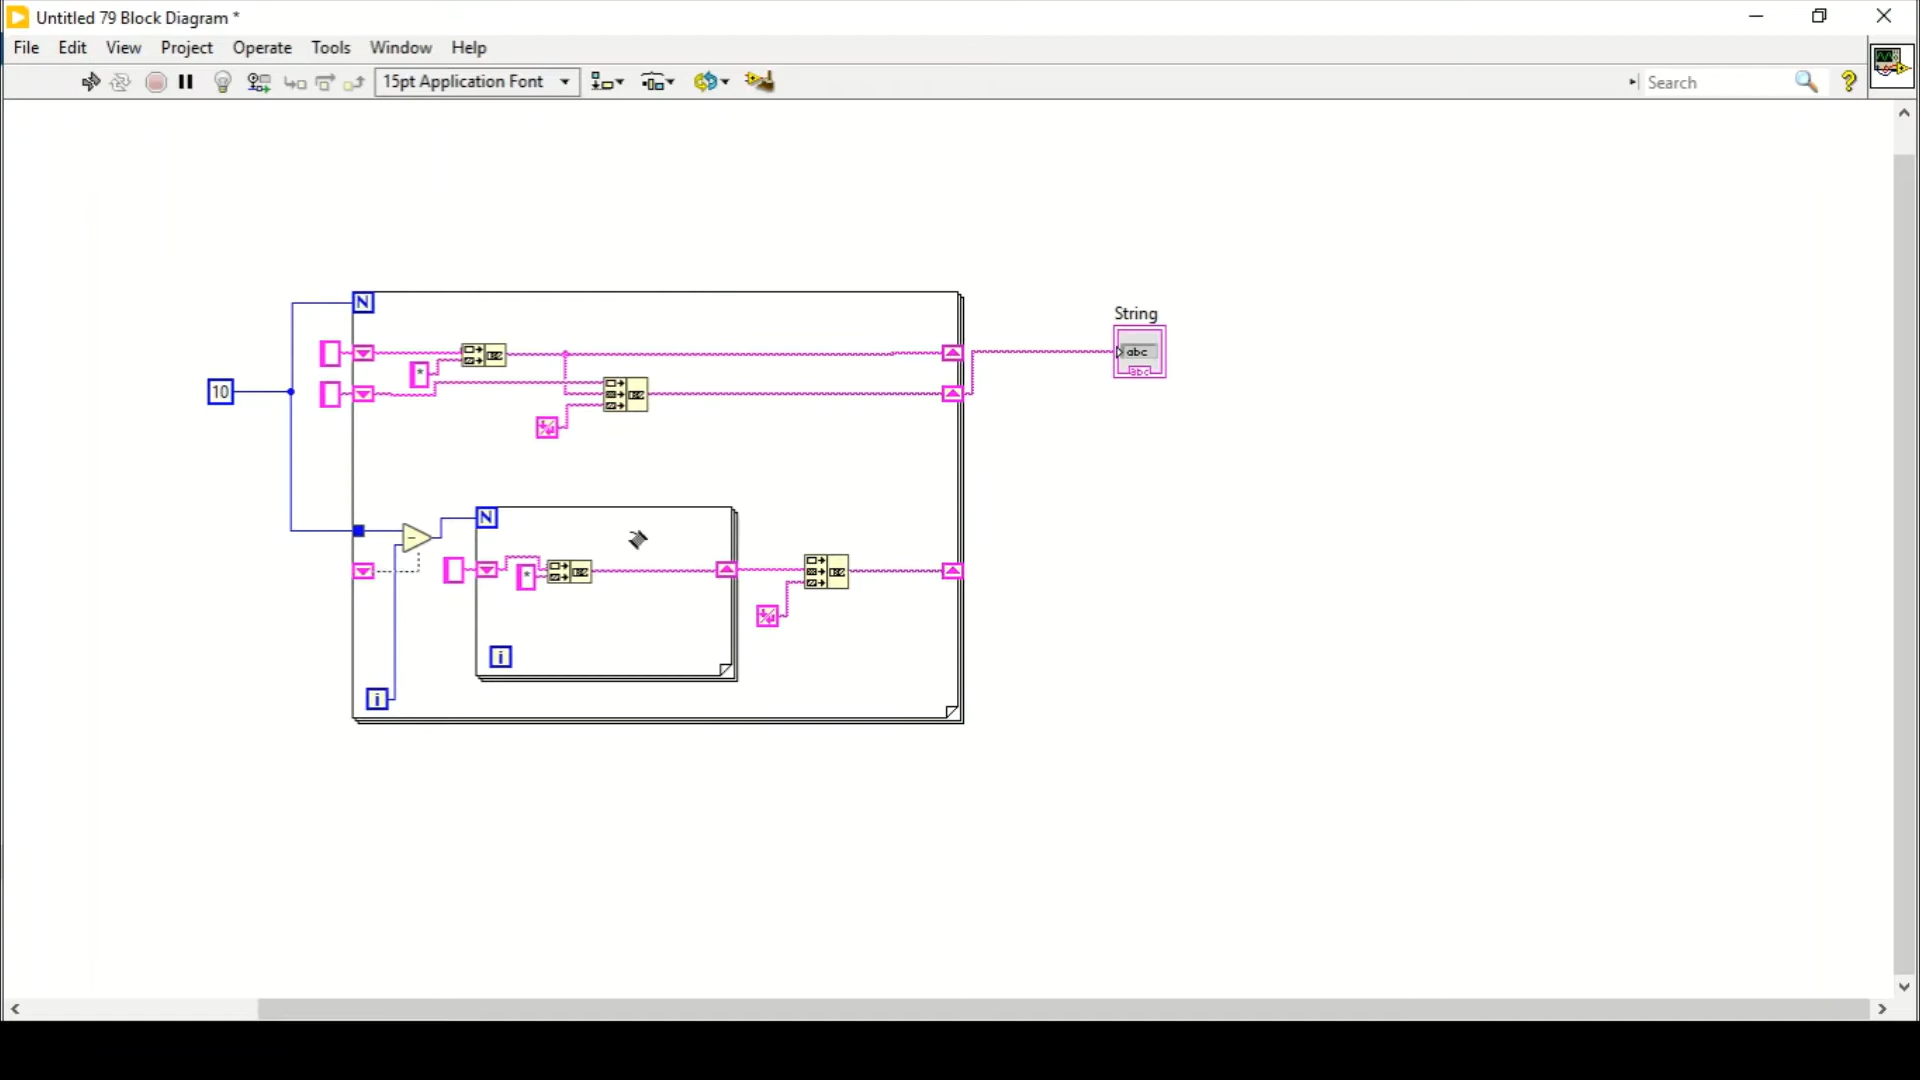 Untitled 79 Block Diagram *
File Edit View Project Operate Tools Window Help
15pt Application Font
Search
?
String
N
*
abc
abc
10
N
*
i
i